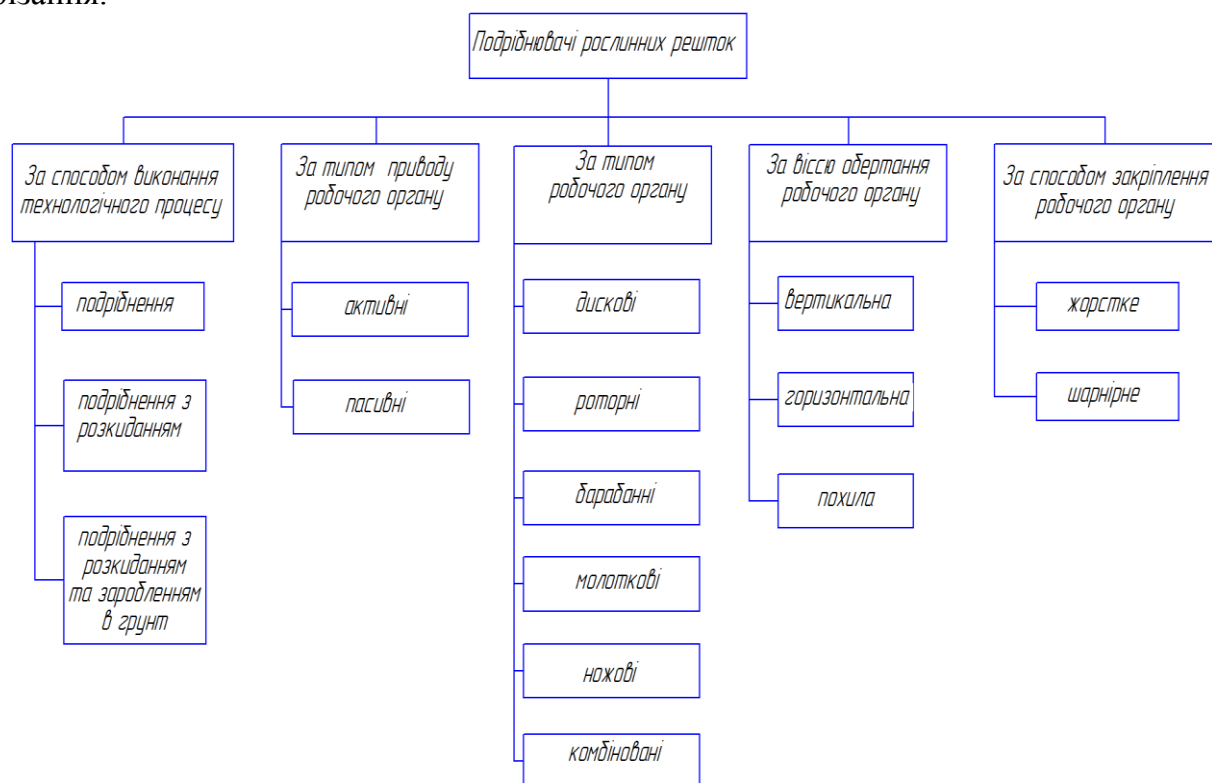 Подрібнювачі рослинних решток
За способом виконання
технологічного процесу
подрібнення
подрібнення з
розкиданням
подрібнення з
розкиданням
та заробленням
в грунт
За типом приводу
робочого органу
активні
пасивні
За типом
робочого органу
дискові
роторні
барабанні
молоткові
ножові
комбіновані
За віссю обертання
робочого органу
вертикальна
горизонтальна
похила
За способом закріплення
робочого органу
жорстке
шарнірне